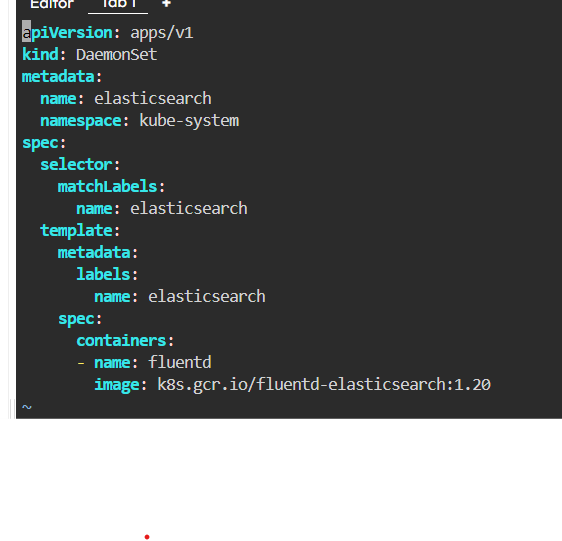 Editor Tab 1 +
apiVersion: apps/v1
kind: DaemonSet
metadata:
  name: elasticsearch
  namespace: kube-system
spec:
  selector:
    matchLabels:
      name: elasticsearch
  template:
    metadata:
      labels:
        name: elasticsearch
    spec:
      containers:
      - name: fluentd
        image: k8s.gcr.io/fluentd-elasticsearch:1.20
~